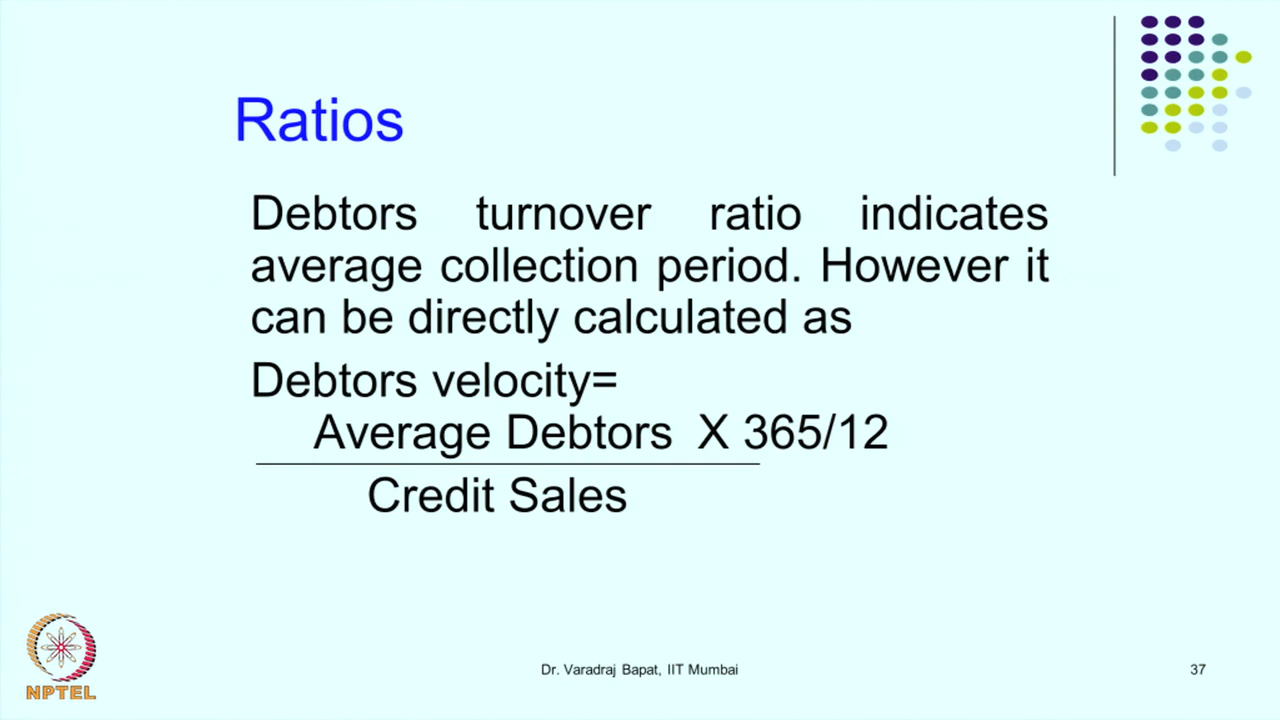 Ratios
Debtors turnover ratio indicates
average collection period. However it
can be directly calculated as
Debtors velocity=
Average Debtors X 365/12
Credit Sales
NPTEL
Dr. Varadraj Bapat, IIT Mumbai
37